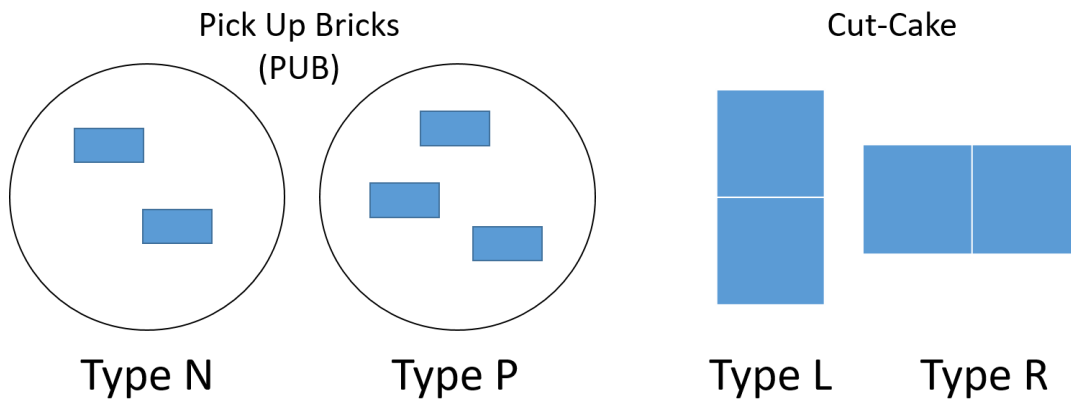 Pick Up Bricks
(PUB)
Cut-Cake
Type N
Type P
Type L
Type R